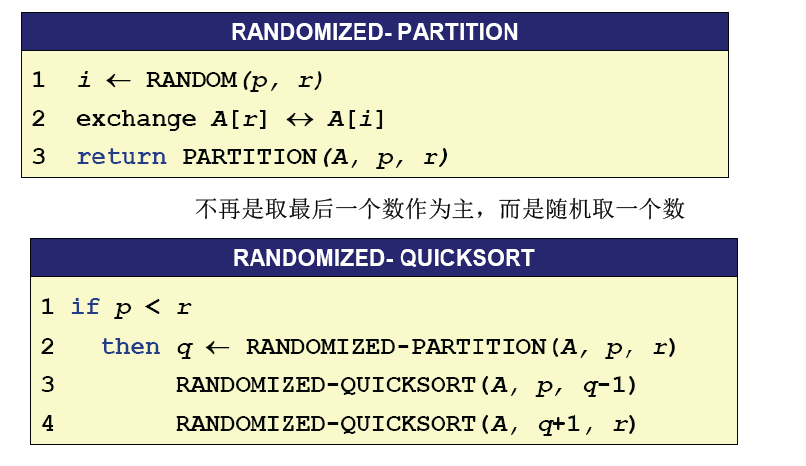 RANDOMIZED- PARTITION
1 i ← RANDOM(p, r)
2 exchange A[r] ↔ A[i]
3 return PARTITION(A, p, r)
不再是取最后一个数作为主，而是随机取一个数
RANDOMIZED- QUICKSORT
1 if p < r
2 then q ← RANDOMIZED-PARTITION(A, p, r)
3 RANDOMIZED-QUICKSORT(A, p, q-1)
4 RANDOMIZED-QUICKSORT(A, q+1, r)